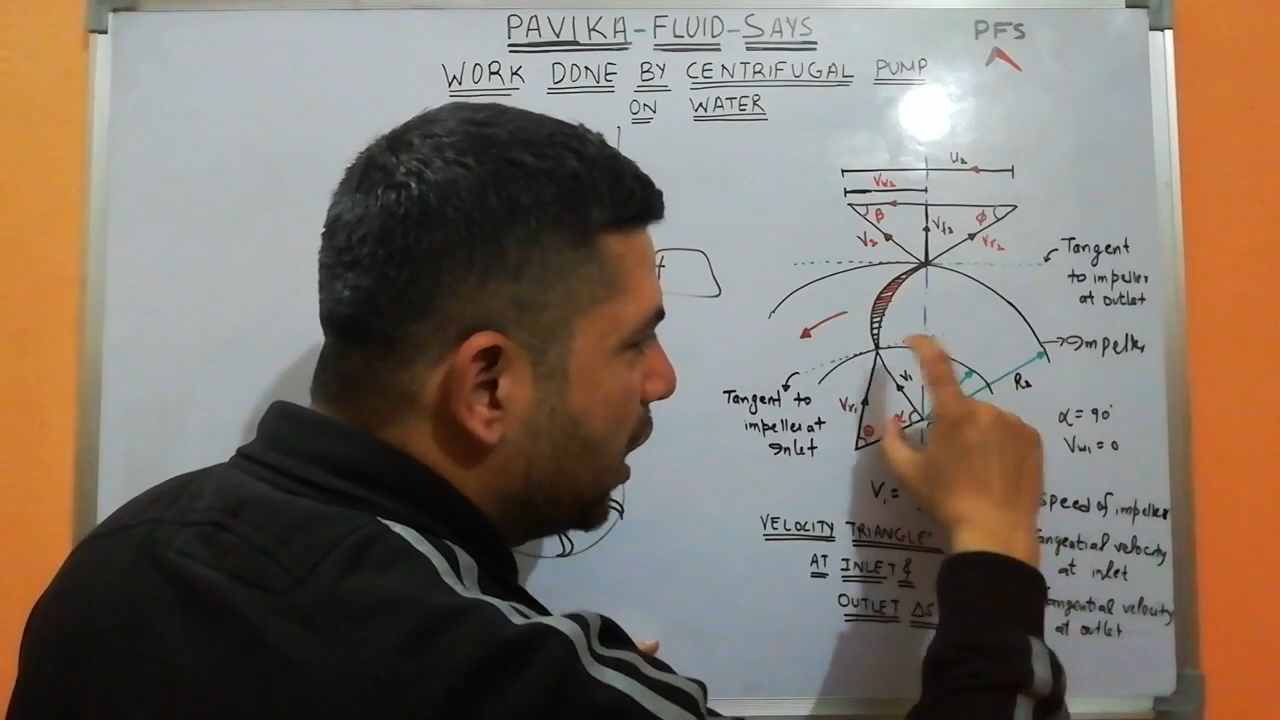 PAVIKA-FLUID-SAYS
PFS
WORK DONE BY CENTRIFUGAL PUMP
ON WATER
U2
Vw2
β
φ
V2
Vf2
Vr2
Tangent
to impeller
at outlet
Impeller
R2
Tangent to
impeller at
Inlet
V1
Vr1
α
θ
α = 90°
Vw1 = 0
V1 =
speed of impeller
VELOCITY TRIANGLE
Tangential velocity
at inlet
AT INLET &
OUTLET ΔS
Tangential velocity
at outlet